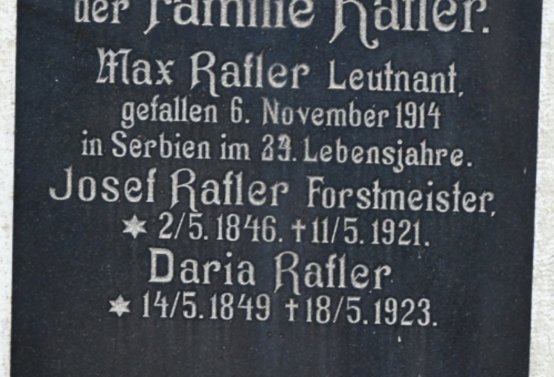 der Familie Rafler.
Max Rafler Leutnant,
gefallen 6. November 1914
in Serbien im 23. Lebensjahre.
Josef Rafler Forstmeister,
✶ 2/5. 1846. † 11/5. 1921.
Daria Rafler
✶ 14/5. 1849 † 18/5. 1923.